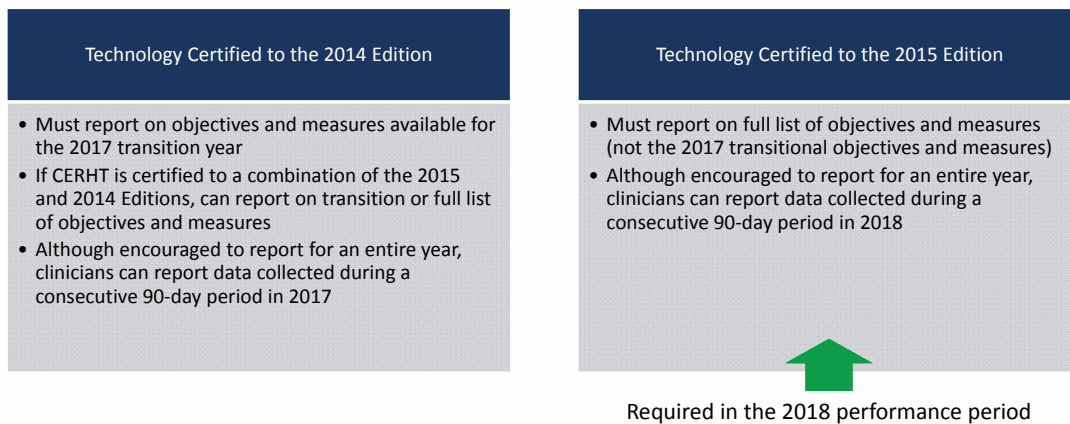 Technology Certified to the 2014 Edition
• Must report on objectives and measures available for
the 2017 transition year
• If CERHT is certified to a combination of the 2015
and 2014 Editions, can report on transition or full list
of objectives and measures
• Although encouraged to report for an entire year,
clinicians can report data collected during a
consecutive 90-day period in 2017
Technology Certified to the 2015 Edition
• Must report on full list of objectives and measures
(not the 2017 transitional objectives and measures)
• Although encouraged to report for an entire year,
clinicians can report data collected during a
consecutive 90-day period in 2018
Required in the 2018 performance period